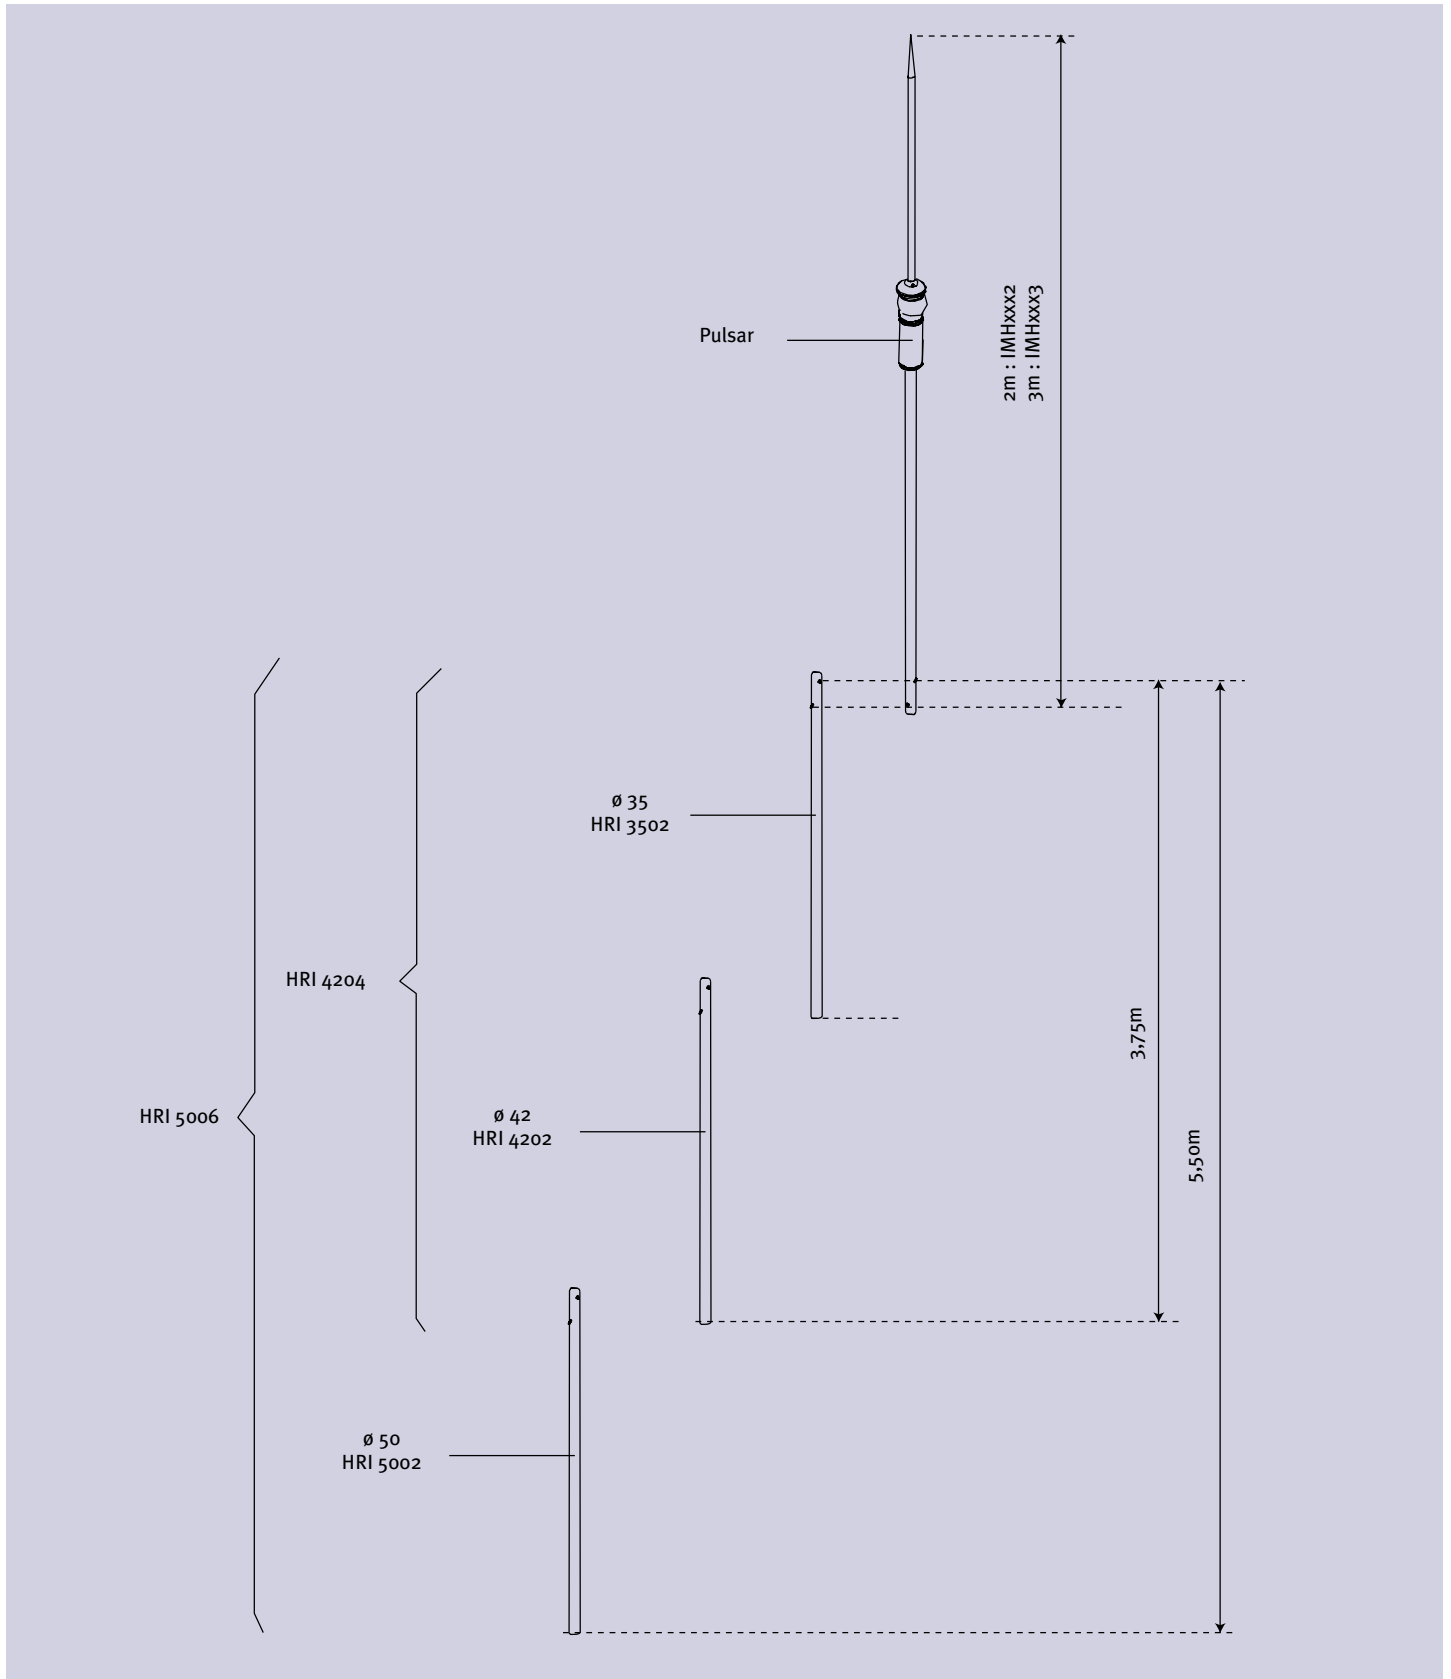 Pulsar
2m : IMHxxx2
3m : IMHxxx3
ø 35
HRI 3502
HRI 4204
3,75m
HRI 5006
ø 42
HRI 4202
5,50m
ø 50
HRI 5002